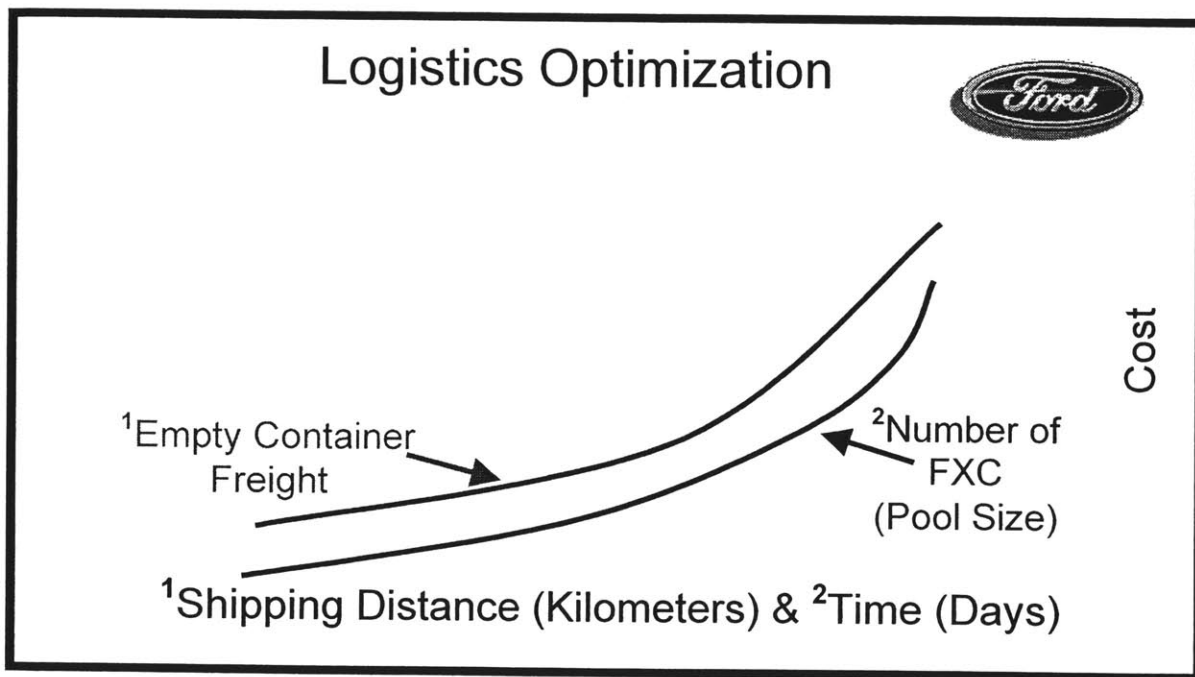 Logistics Optimization
Ford
Cost
¹Empty Container
Freight
²Number of
FXC
(Pool Size)
¹Shipping Distance (Kilometers) & ²Time (Days)